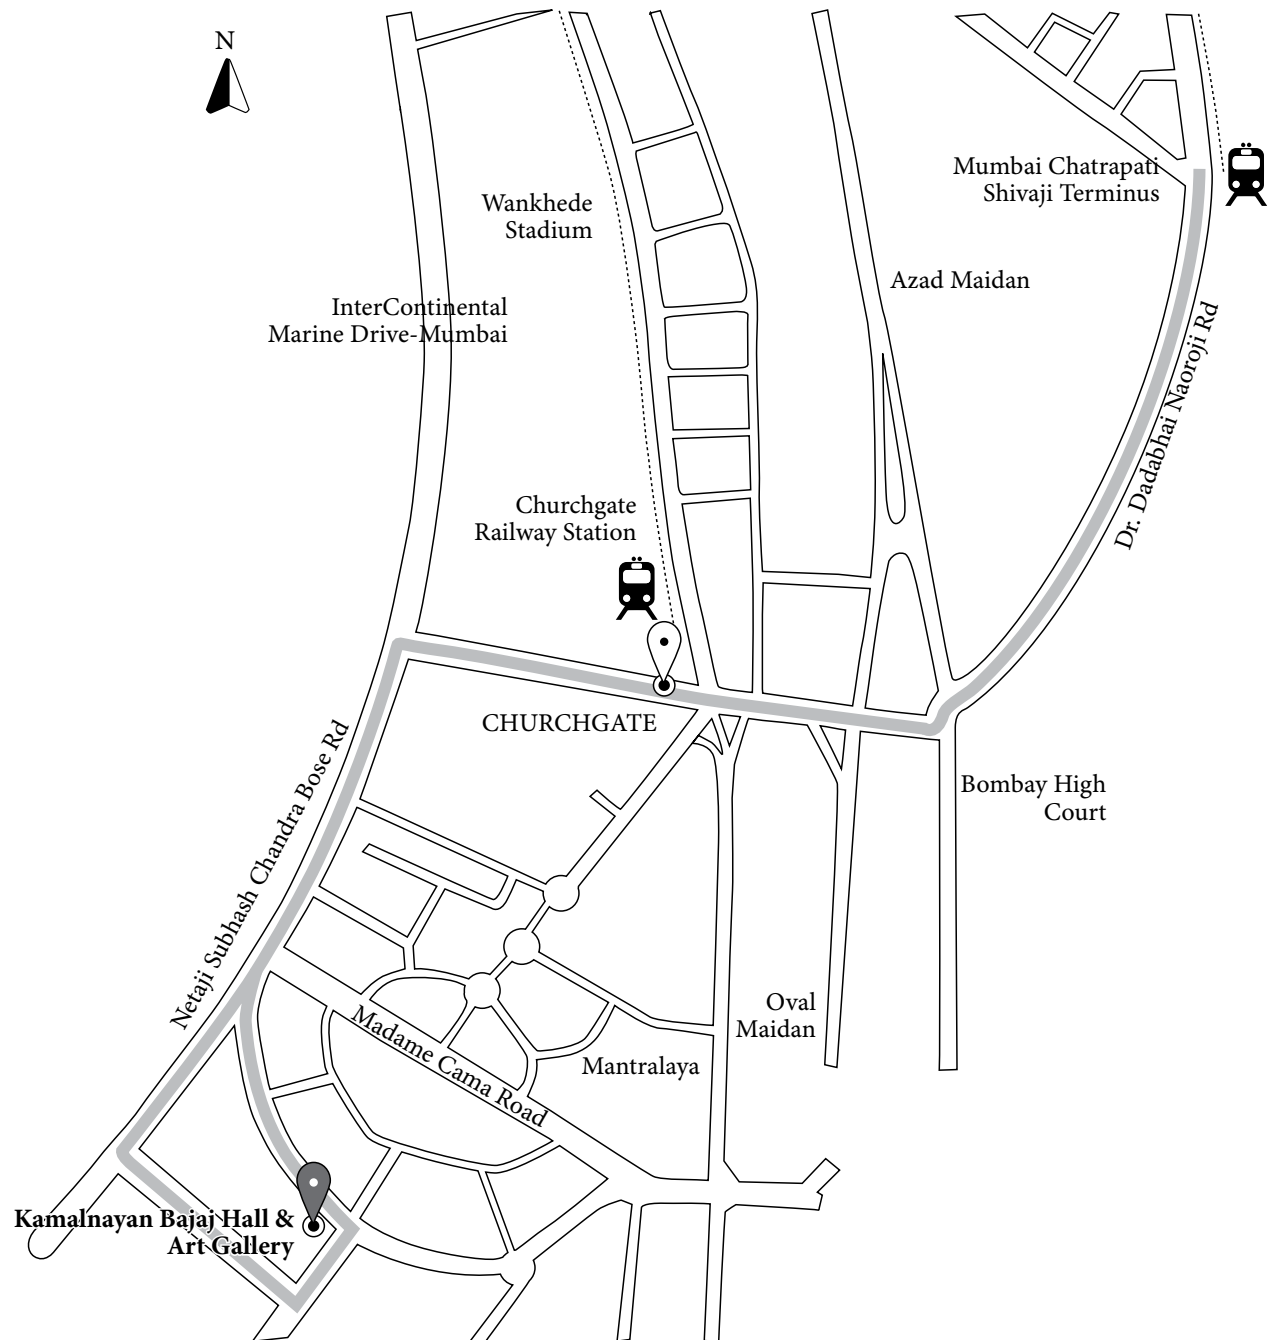 N
Mumbai Chatrapati
Shivaji Terminus
Wankhede
Stadium
Azad Maidan
InterContinental
Marine Drive-Mumbai
Dr. Dadabhai Naoroji Rd
Churchgate
Railway Station
CHURCHGATE
Netaji Subhash Chandra Bose Rd
Bombay High
Court
Oval
Maidan
Madame Cama Road
Mantralaya
Kamalnayan Bajaj Hall &
Art Gallery